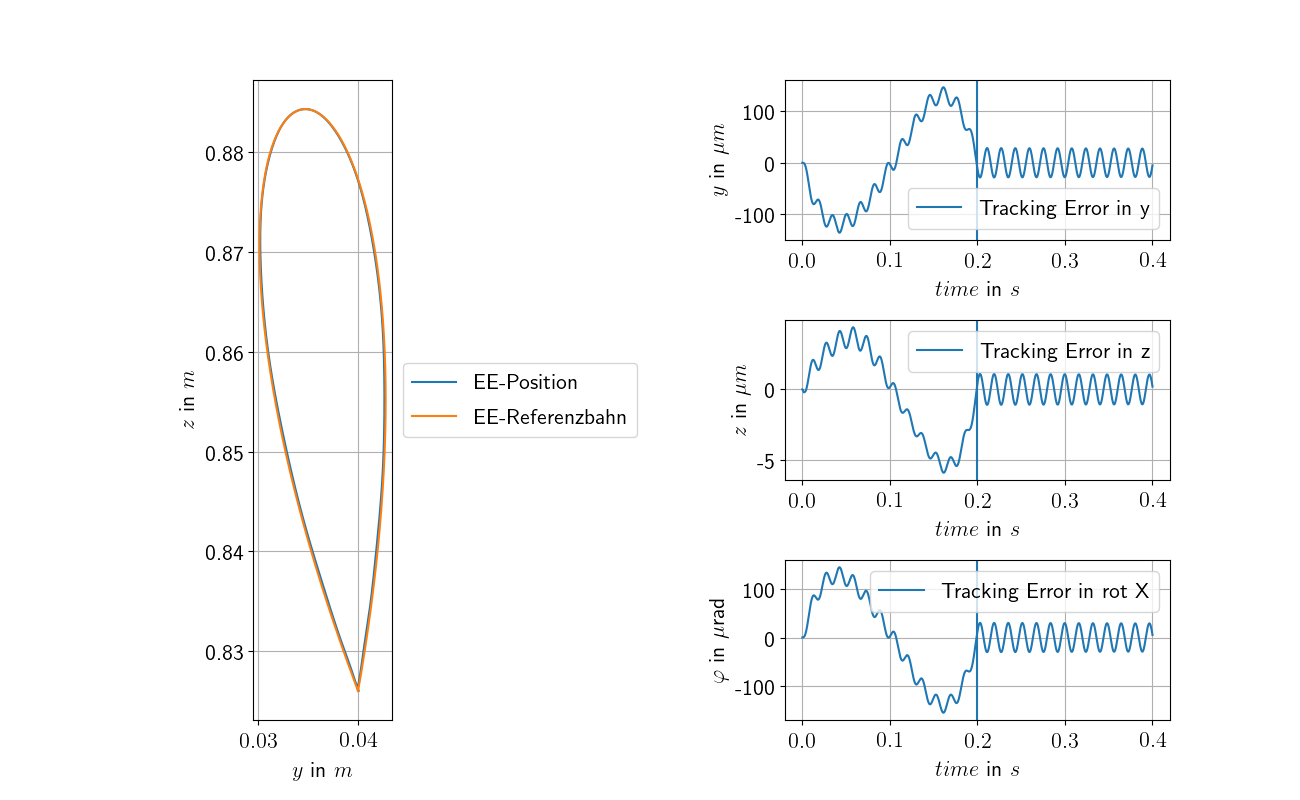 0.88
0.87
0.86
0.85
0.84
0.83
z in m
0.03 0.04
y in m
EE-Position
EE-Referenzbahn
100
0
-100
y in μm
Tracking Error in y
0.0 0.1 0.2 0.3 0.4
time in s
0
-5
z in μm
Tracking Error in z
0.0 0.1 0.2 0.3 0.4
time in s
100
0
-100
φ in μrad
Tracking Error in rot X
0.0 0.1 0.2 0.3 0.4
time in s